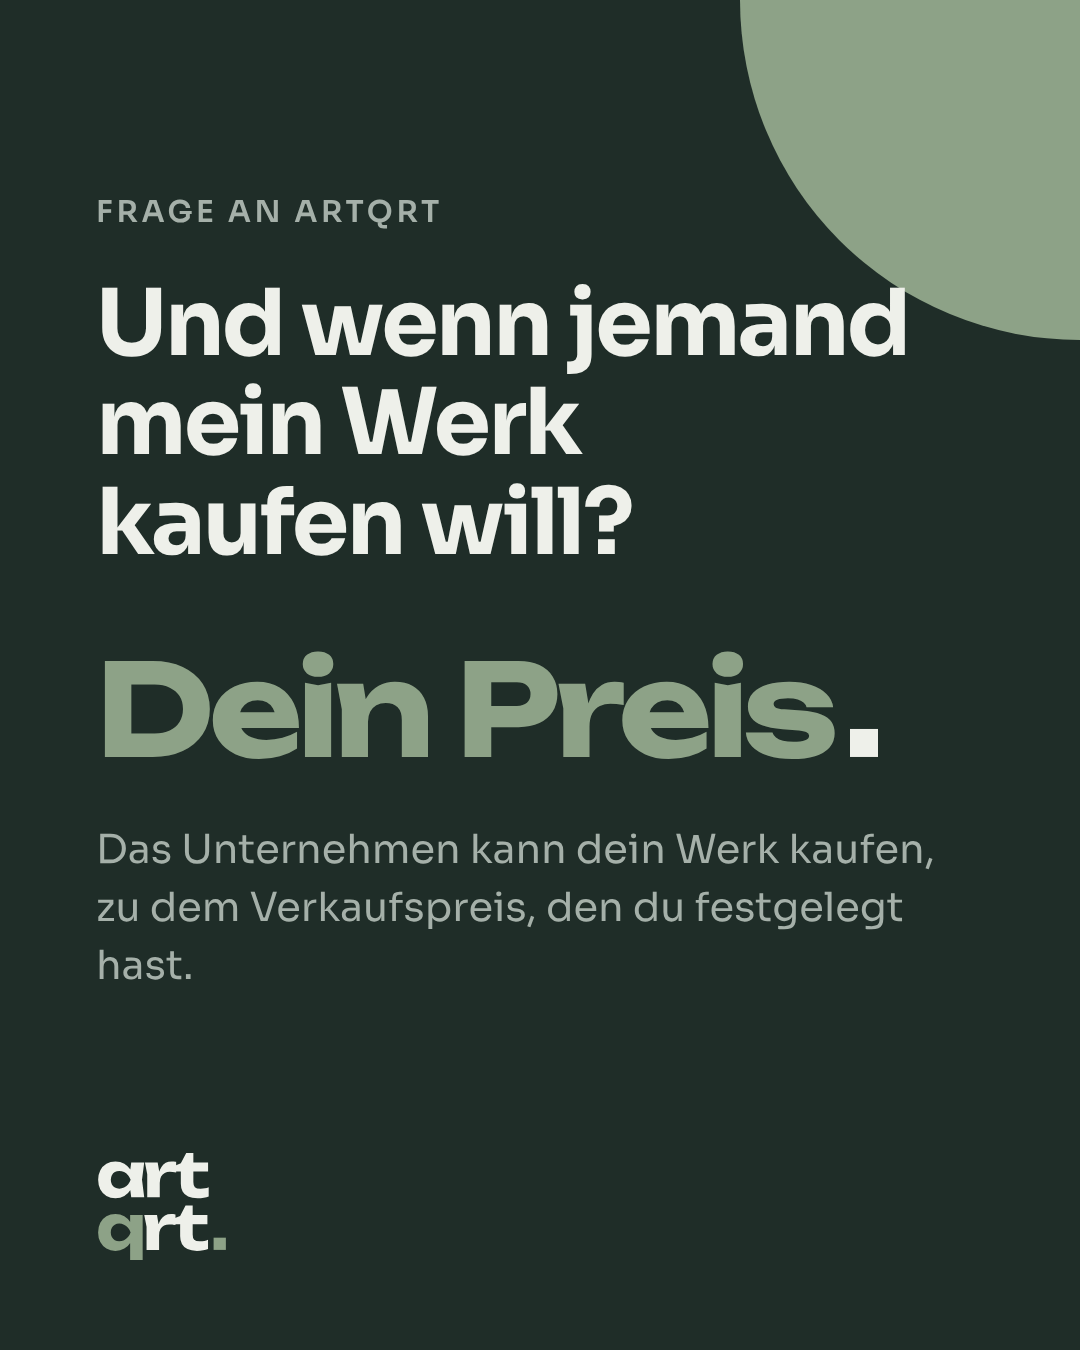 FRAGE AN ARTQRT
Und wenn jemand
mein Werk
kaufen will?
Dein Preis.
Das Unternehmen kann dein Werk kaufen,
zu dem Verkaufspreis, den du festgelegt
hast.
art
qrt.